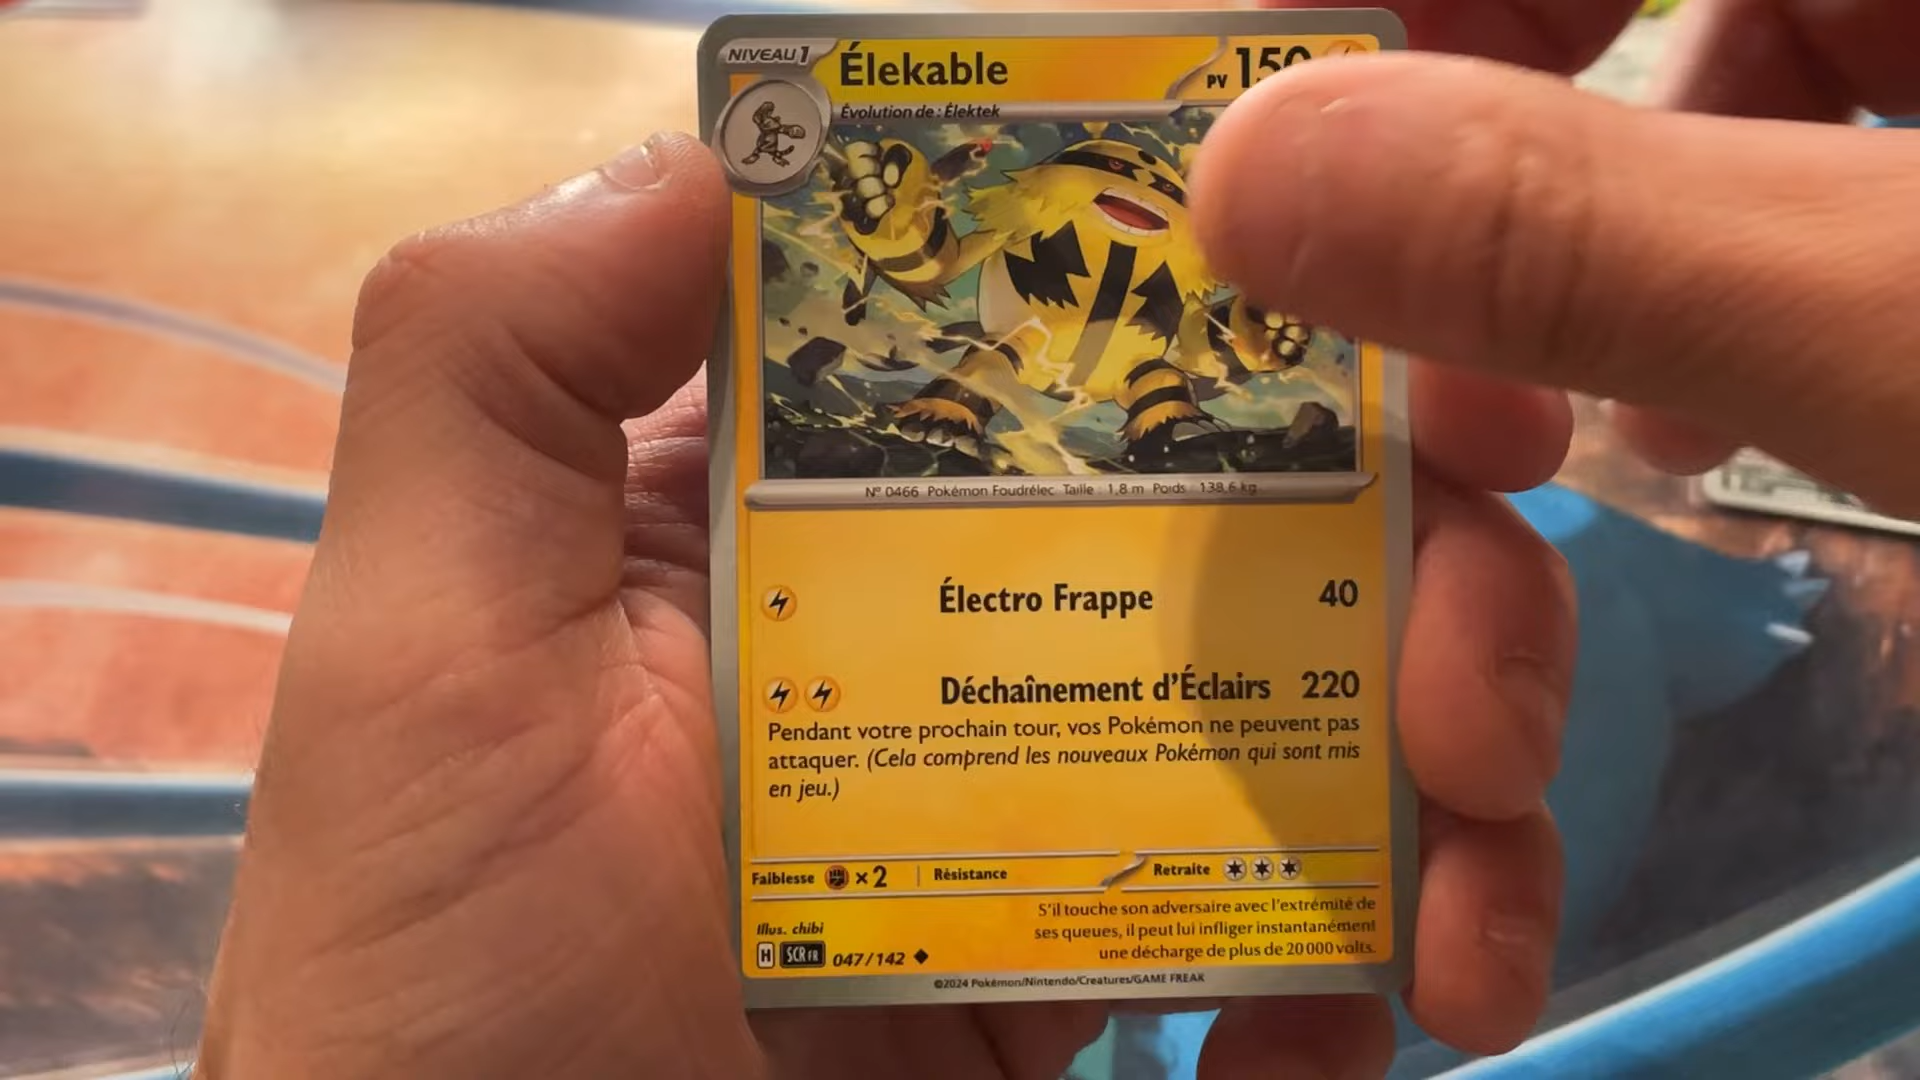 NIVEAU 1
Élekable
PV 150
Évolution de : Élektek
N° 0466 Pokémon Foudrélec Taille : 1,8 m Poids : 138,6 kg
Électro Frappe 40
Déchaînement d'Éclairs 220
Pendant votre prochain tour, vos Pokémon ne peuvent pas
attaquer. (Cela comprend les nouveaux Pokémon qui sont mis
en jeu.)
Faiblesse ×2 Résistance Retraite
S'il touche son adversaire avec l'extrémité de
ses queues, il peut lui infliger instantanément
une décharge de plus de 20 000 volts.
Illus. chibi
H SCR FR 047/142
©2024 Pokémon/Nintendo/Creatures/GAME FREAK